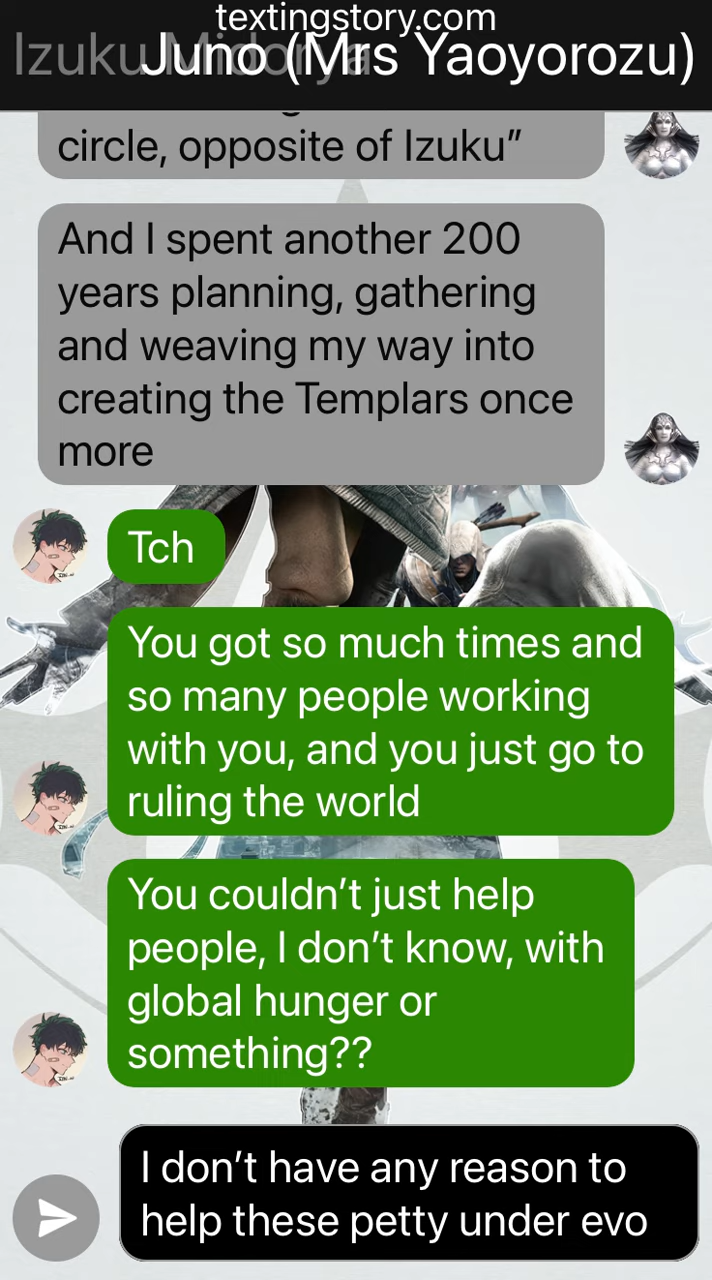 textingstory.com
Izuku Midoriya
Juno (Mrs Yaoyorozu)
circle, opposite of Izuku”
And I spent another 200
years planning, gathering
and weaving my way into
creating the Templars once
more
Tch
You got so much times and
so many people working
with you, and you just go to
ruling the world
You couldn’t just help
people, I don’t know, with
global hunger or
something??
I don’t have any reason to
help these petty under evo